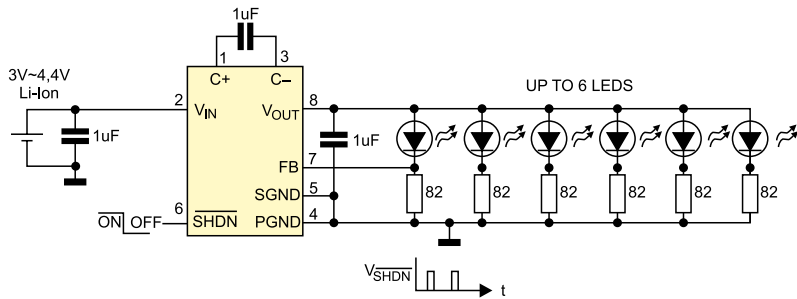 1uF
1
3
C+
C–
3V~4,4V
Li-Ion
2
VIN
1uF
VOUT
8
UP TO 6 LEDS
1uF
FB
7
SGND
5
PGND
4
6
SHDN
ON OFF
82
82
82
82
82
82
VSHDN
t